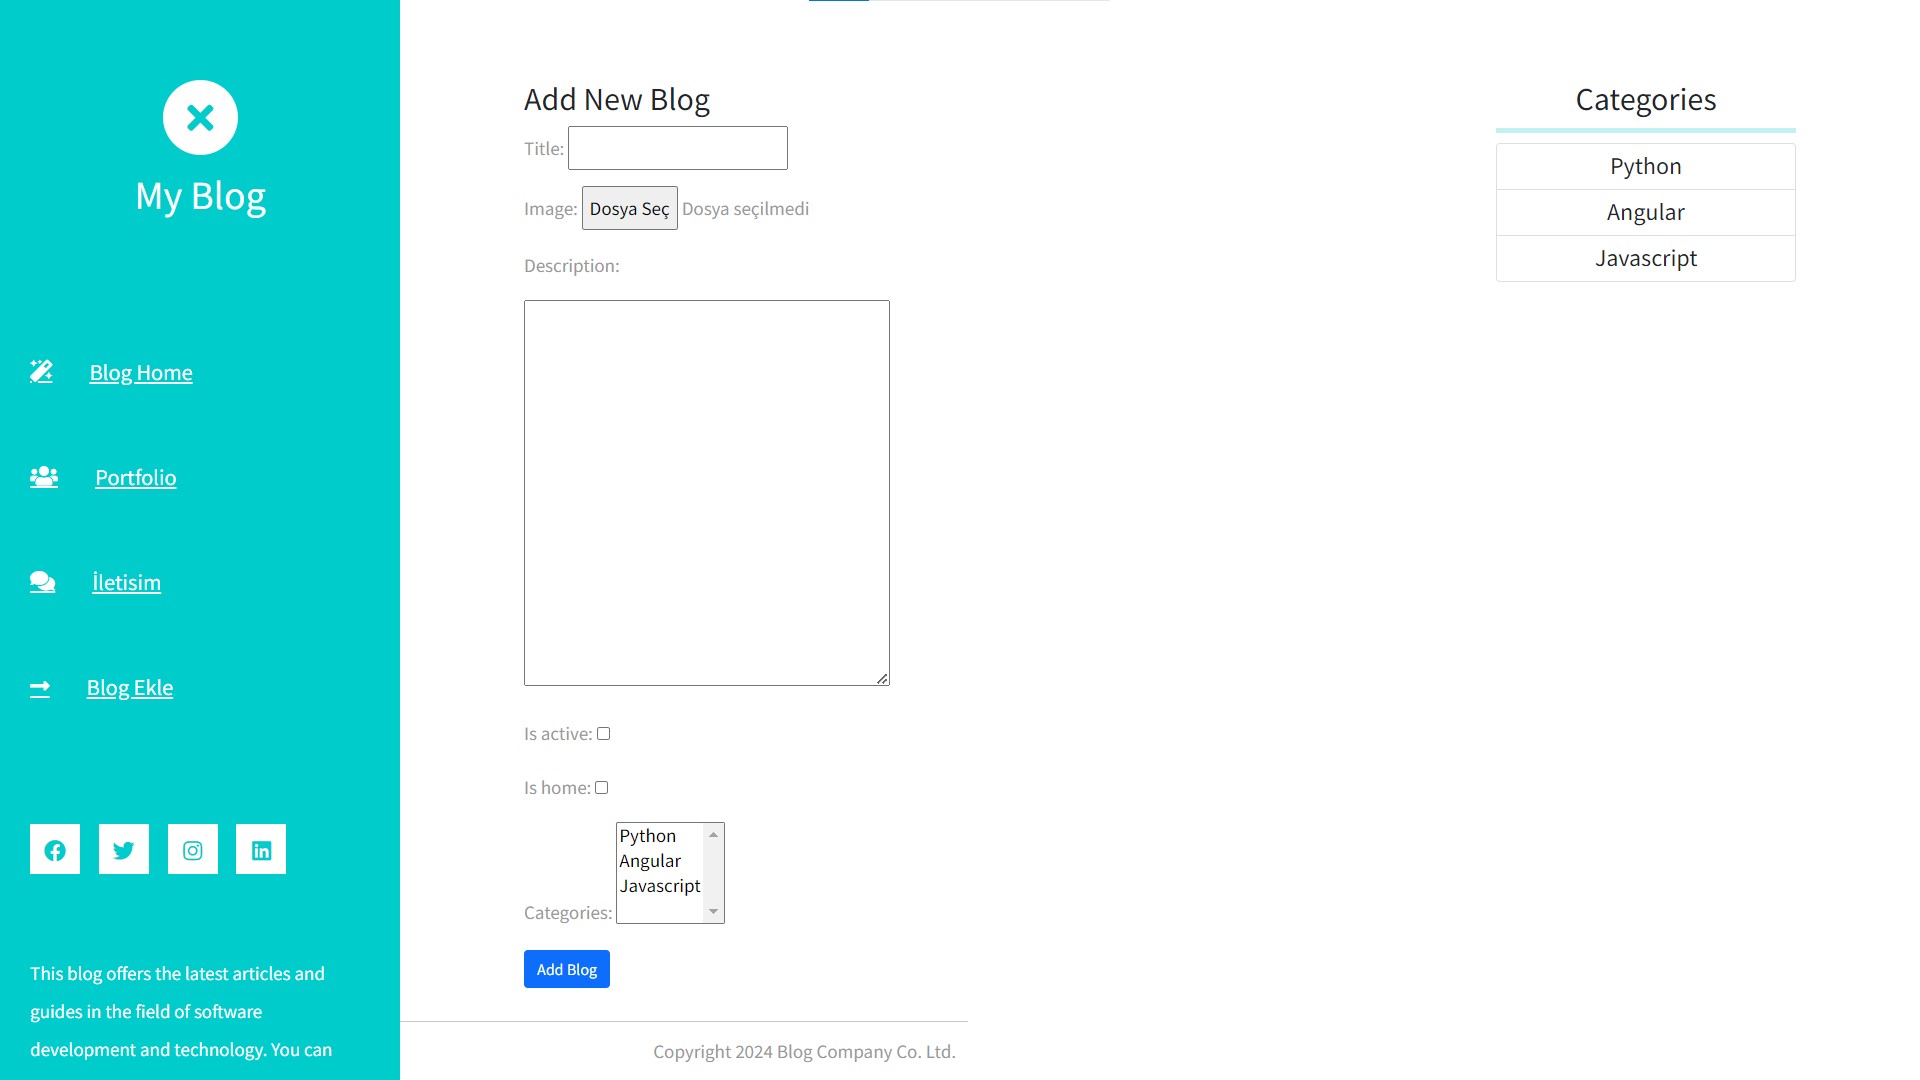 My Blog
Blog Home
Portfolio
İletisim
Blog Ekle
This blog offers the latest articles and
guides in the field of software
development and technology. You can
Add New Blog
Title:
Image: Dosya Seç Dosya seçilmedi
Description:
Is active:
Is home:
Python
Angular
Javascript
Categories:
Add Blog
Copyright 2024 Blog Company Co. Ltd.
Categories
Python
Angular
Javascript